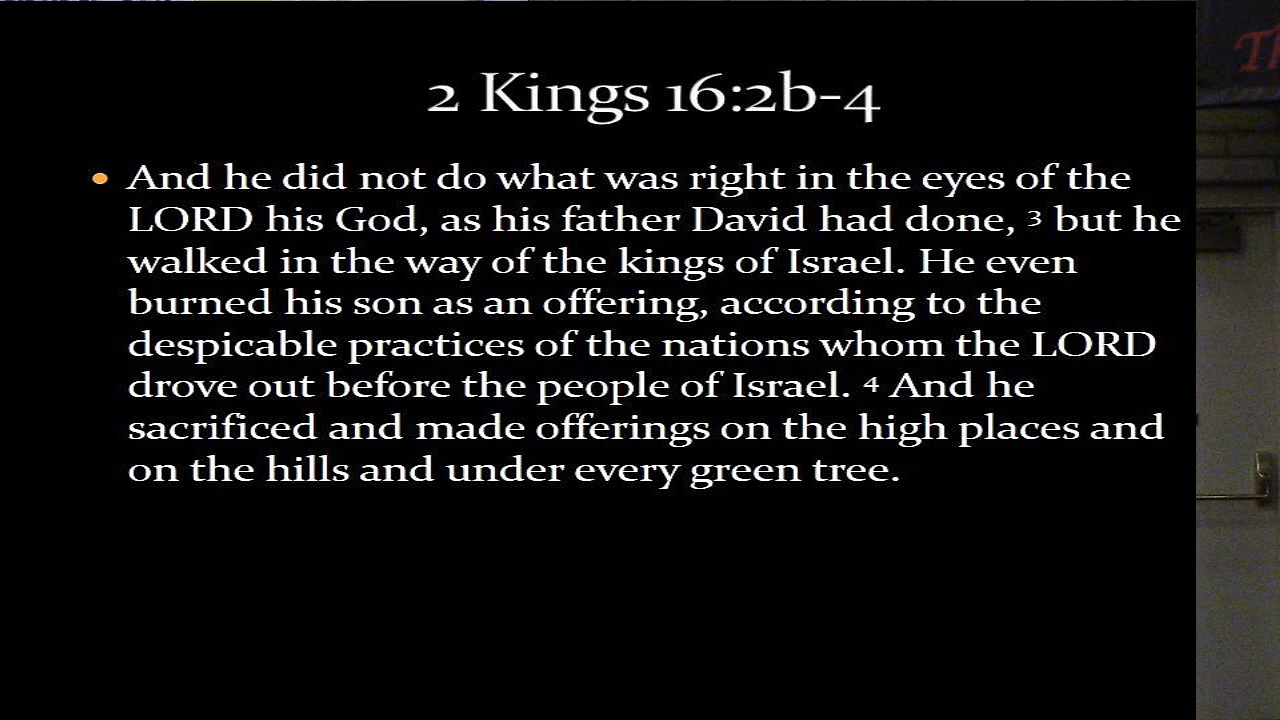 2 Kings 16:2b-4
• And he did not do what was right in the eyes of the
LORD his God, as his father David had done, 3 but he
walked in the way of the kings of Israel. He even
burned his son as an offering, according to the
despicable practices of the nations whom the LORD
drove out before the people of Israel. 4 And he
sacrificed and made offerings on the high places and
on the hills and under every green tree.